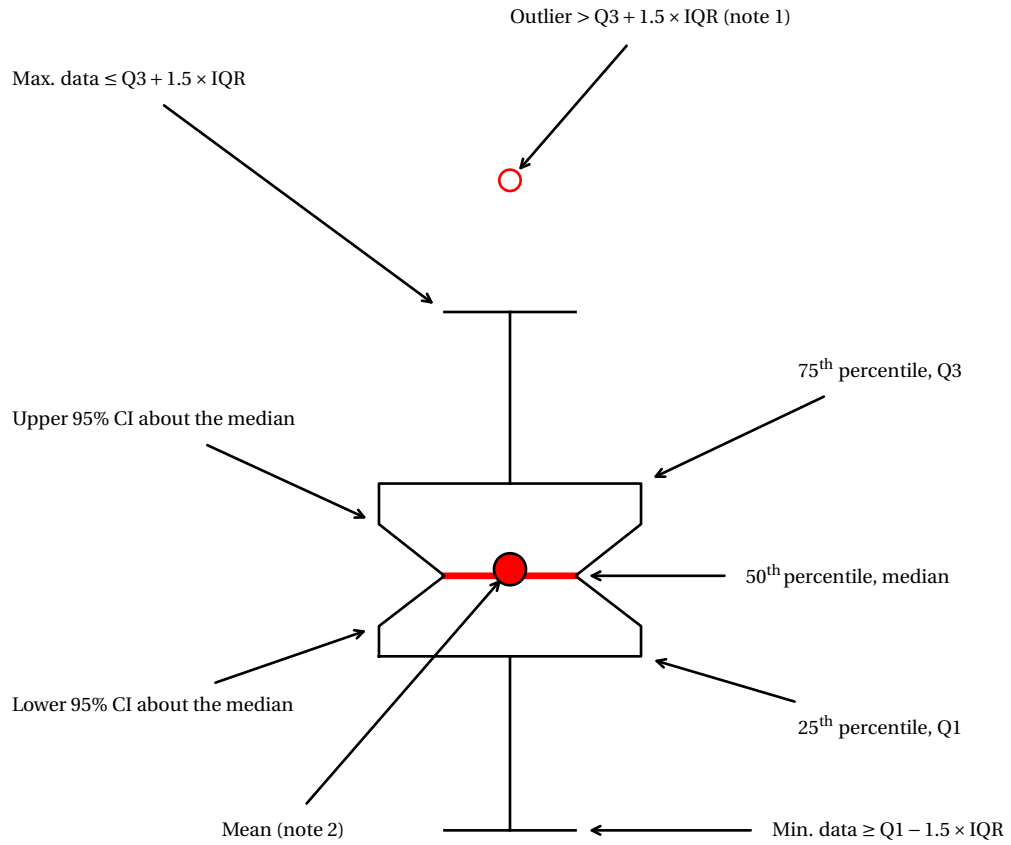 Outlier > Q3 + 1.5 × IQR (note 1)
Max. data ≤ Q3 + 1.5 × IQR
75th percentile, Q3
Upper 95% CI about the median
50th percentile, median
Lower 95% CI about the median
25th percentile, Q1
Mean (note 2)
Min. data ≥ Q1 − 1.5 × IQR